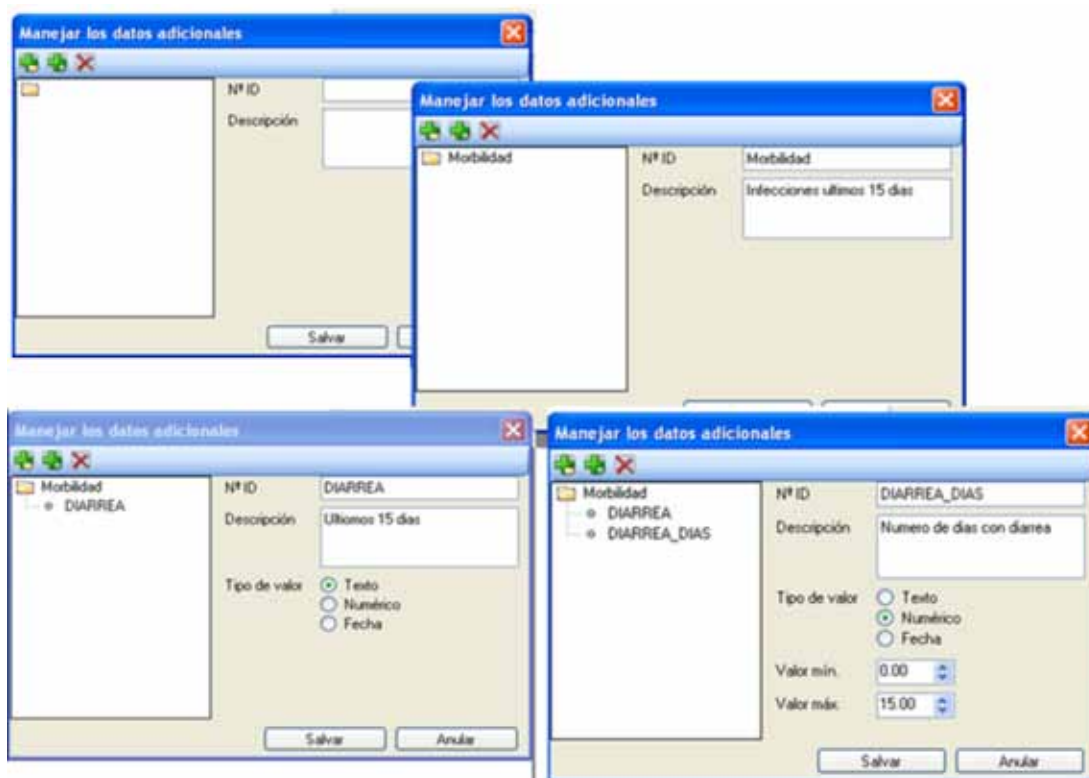 Manejar los datos adicionales
Nº ID
Descripción
Salvar
Manejar los datos adicionales
Morbilidad
Nº ID
Morbilidad
Descripción
Infecciones ultimos 15 dias
Manejar los datos adicionales
Morbilidad
DIARREA
Nº ID
DIARREA
Descripción
Ultiomos 15 dias
Tipo de valor
Texto
Numérico
Fecha
Salvar
Anular
Manejar los datos adicionales
Morbilidad
DIARREA
DIARREA_DIAS
Nº ID
DIARREA_DIAS
Descripción
Numero de dias con diarrea
Tipo de valor
Texto
Numérico
Fecha
Valor mín.
0.00
Valor máx.
15.00
Salvar
Anular